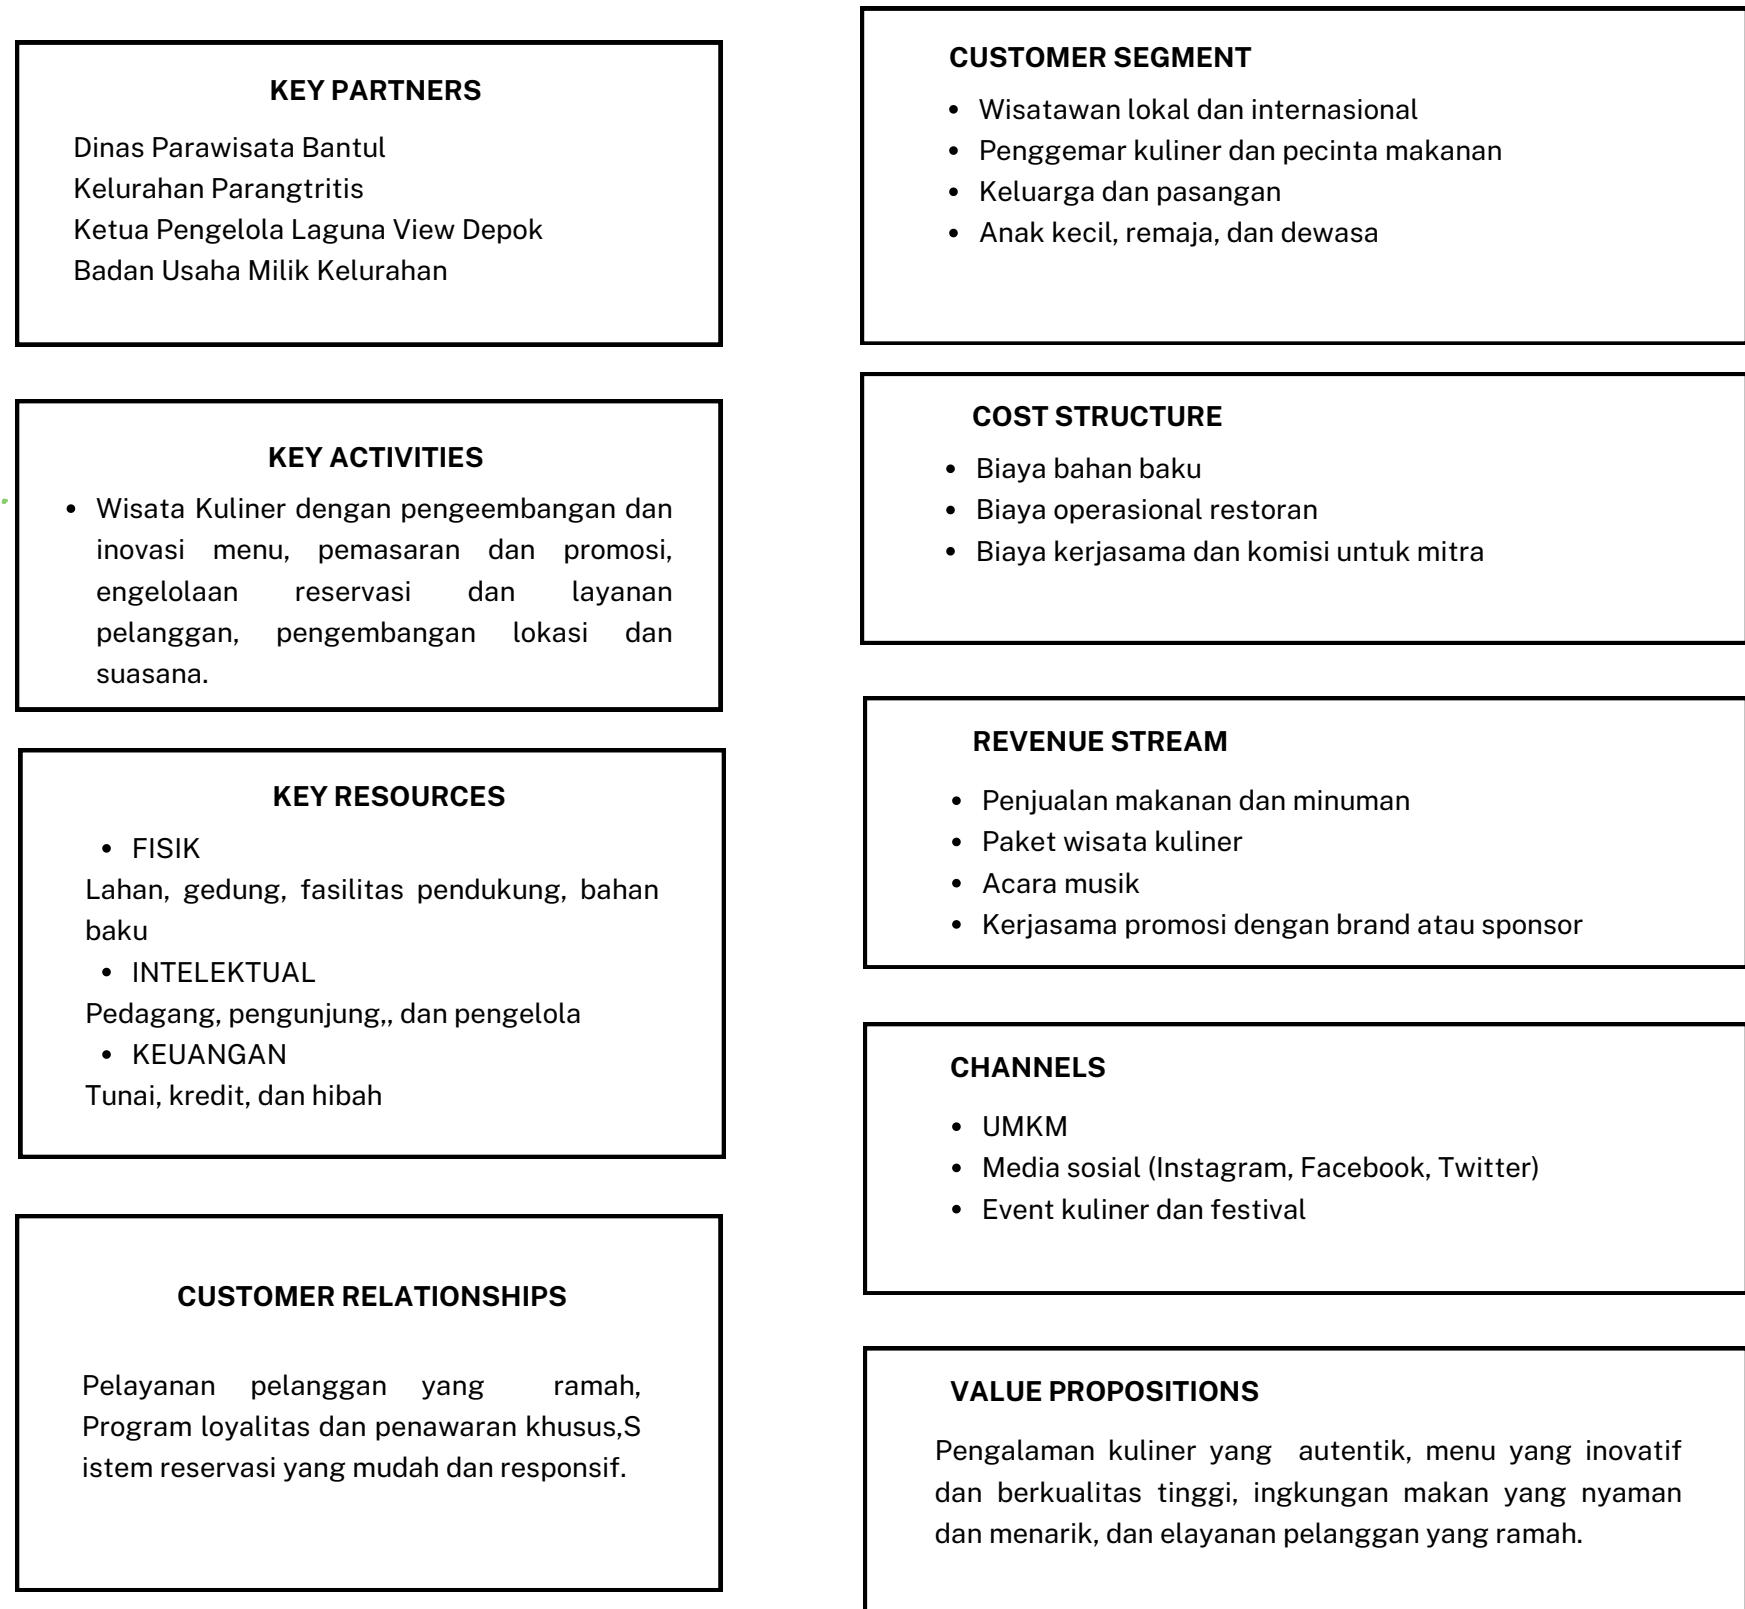 KEY PARTNERS
Dinas Parawisata Bantul
Kelurahan Parangtritis
Ketua Pengelola Laguna View Depok
Badan Usaha Milik Kelurahan
KEY ACTIVITIES
• Wisata Kuliner dengan pengeembangan dan
inovasi menu, pemasaran dan promosi,
engelolaan reservasi dan layanan
pelanggan, pengembangan lokasi dan
suasana.
KEY RESOURCES
• FISIK
Lahan, gedung, fasilitas pendukung, bahan
baku
• INTELEKTUAL
Pedagang, pengunjung,, dan pengelola
• KEUANGAN
Tunai, kredit, dan hibah
CUSTOMER RELATIONSHIPS
Pelayanan pelanggan yang ramah,
Program loyalitas dan penawaran khusus,S
istem reservasi yang mudah dan responsif.
CUSTOMER SEGMENT
• Wisatawan lokal dan internasional
• Penggemar kuliner dan pecinta makanan
• Keluarga dan pasangan
• Anak kecil, remaja, dan dewasa
COST STRUCTURE
• Biaya bahan baku
• Biaya operasional restoran
• Biaya kerjasama dan komisi untuk mitra
REVENUE STREAM
• Penjualan makanan dan minuman
• Paket wisata kuliner
• Acara musik
• Kerjasama promosi dengan brand atau sponsor
CHANNELS
• UMKM
• Media sosial (Instagram, Facebook, Twitter)
• Event kuliner dan festival
VALUE PROPOSITIONS
Pengalaman kuliner yang autentik, menu yang inovatif
dan berkualitas tinggi, ingkungan makan yang nyaman
dan menarik, dan elayanan pelanggan yang ramah.